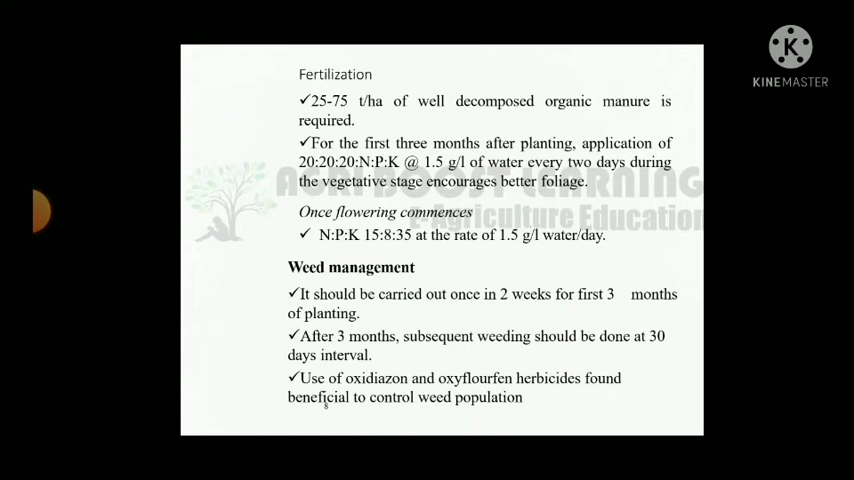 K
KINEMASTER
Fertilization
✓25-75 t/ha of well decomposed organic manure is
required.
✓For the first three months after planting, application of
20:20:20:N:P:K @ 1.5 g/l of water every two days during
the vegetative stage encourages better foliage.
AGRI BOOST LEARNING
E-Agriculture Education
Once flowering commences
✓ N:P:K 15:8:35 at the rate of 1.5 g/l water/day.
Weed management
✓It should be carried out once in 2 weeks for first 3 months
of planting.
✓After 3 months, subsequent weeding should be done at 30
days interval.
✓Use of oxidiazon and oxyflourfen herbicides found
beneficial to control weed population
8